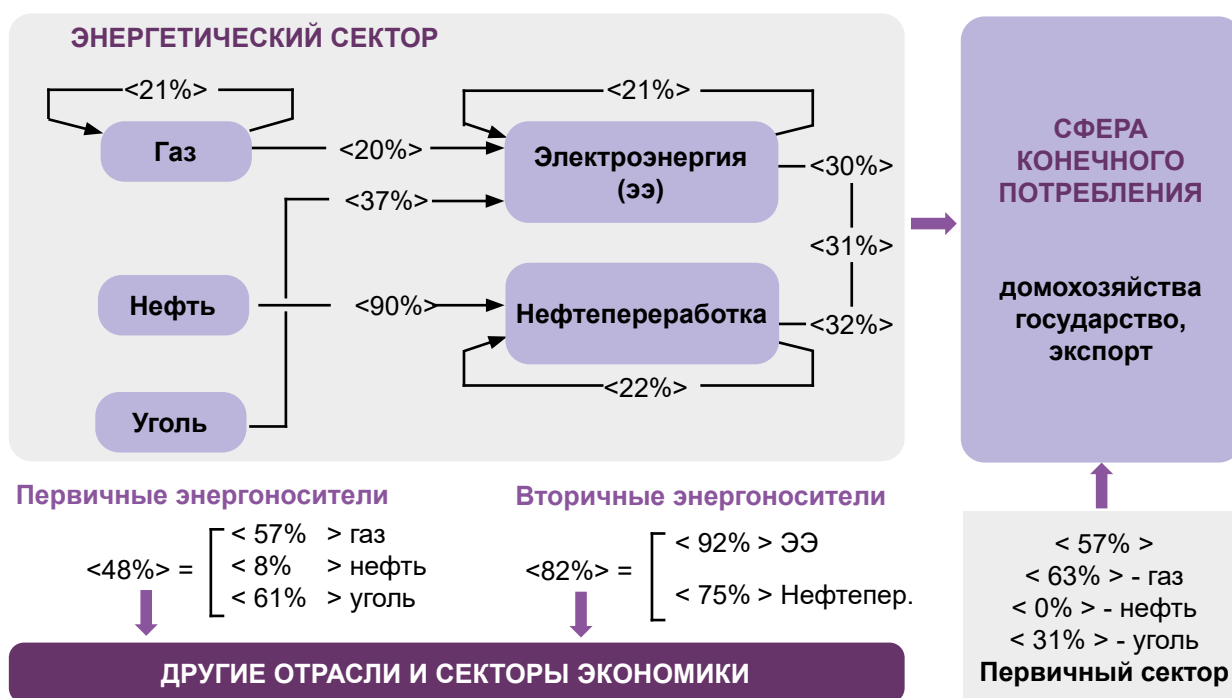 ЭНЕРГЕТИЧЕСКИЙ СЕКТОР
<21%>
<21%>
Газ
<20%>
Электроэнергия
(ээ)
<30%>
<37%>
<31%>
Нефть
<90%>
Нефтепереработка
<32%>
<22%>
Уголь
СФЕРА
КОНЕЧНОГО
ПОТРЕБЛЕНИЯ
домохозяйства
государство,
экспорт
Первичные энергоносители
<48%> =
< 57% > газ
< 8% > нефть
< 61% > уголь
Вторичные энергоносители
<82%> =
< 92% > ЭЭ
< 75% > Нефтепер.
< 57% >
< 63% > - газ
< 0% > - нефть
< 31% > - уголь
Первичный сектор
ДРУГИЕ ОТРАСЛИ И СЕКТОРЫ ЭКОНОМИКИ